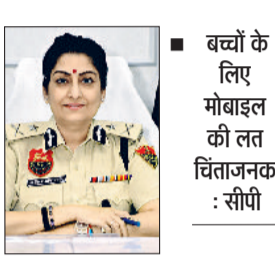 ■ बच्चों के
लिए
मोबाइल
की लत
चिंताजनक
: सीपी